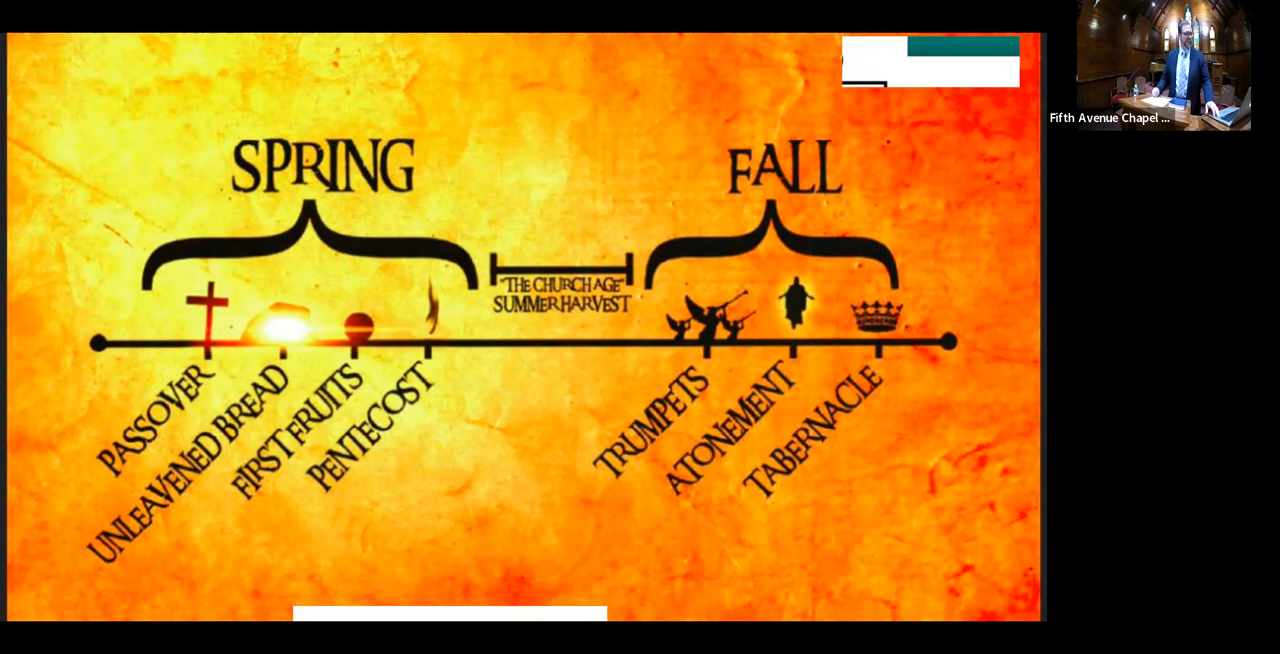 SPRING
FALL
"THE CHURCH AGE"
SUMMER HARVEST
PASSOVER
UNLEAVENED BREAD
FIRST FRUITS
PENTECOST
TRUMPETS
ATONEMENT
TABERNACLE
Fifth Avenue Chapel ...